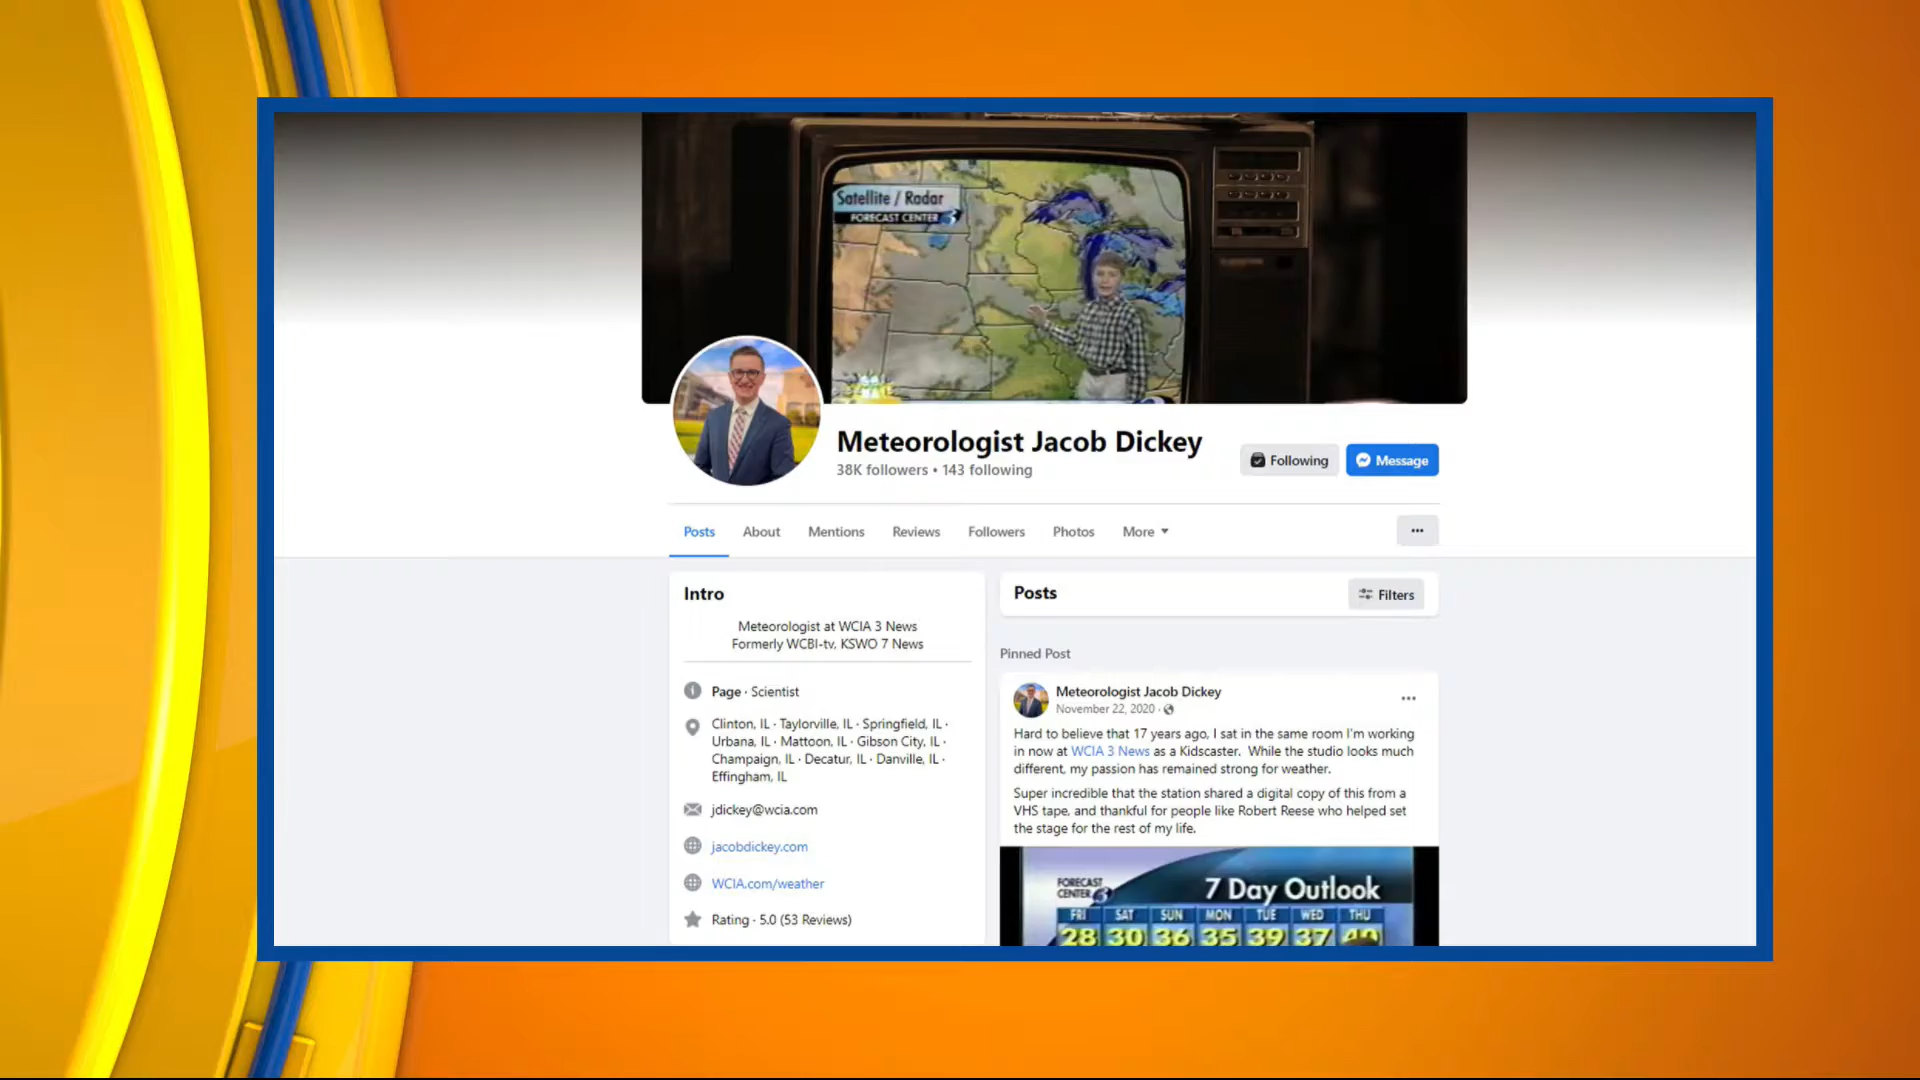 Satellite / Radar
FORECAST CENTER 3
Meteorologist Jacob Dickey
38K followers • 143 following
Following
Message
Posts
About
Mentions
Reviews
Followers
Photos
More
Intro
Meteorologist at WCIA 3 News
Formerly WCBI-tv, KSWO 7 News
Page · Scientist
Clinton, IL · Taylorville, IL · Springfield, IL ·
Urbana, IL · Mattoon, IL · Gibson City, IL ·
Champaign, IL · Decatur, IL · Danville, IL ·
Effingham, IL
jdickey@wcia.com
jacobdickey.com
WCIA.com/weather
Rating · 5.0 (53 Reviews)
Posts
Filters
Pinned Post
Meteorologist Jacob Dickey
November 22, 2020 ·
Hard to believe that 17 years ago, I sat in the same room I'm working
in now at WCIA 3 News as a Kidscaster. While the studio looks much
different, my passion has remained strong for weather.
Super incredible that the station shared a digital copy of this from a
VHS tape, and thankful for people like Robert Reese who helped set
the stage for the rest of my life.
FORECAST
CENTER 3
7 Day Outlook
FRI SAT SUN MON TUE WED THU
28 30 36 35 39 37 40